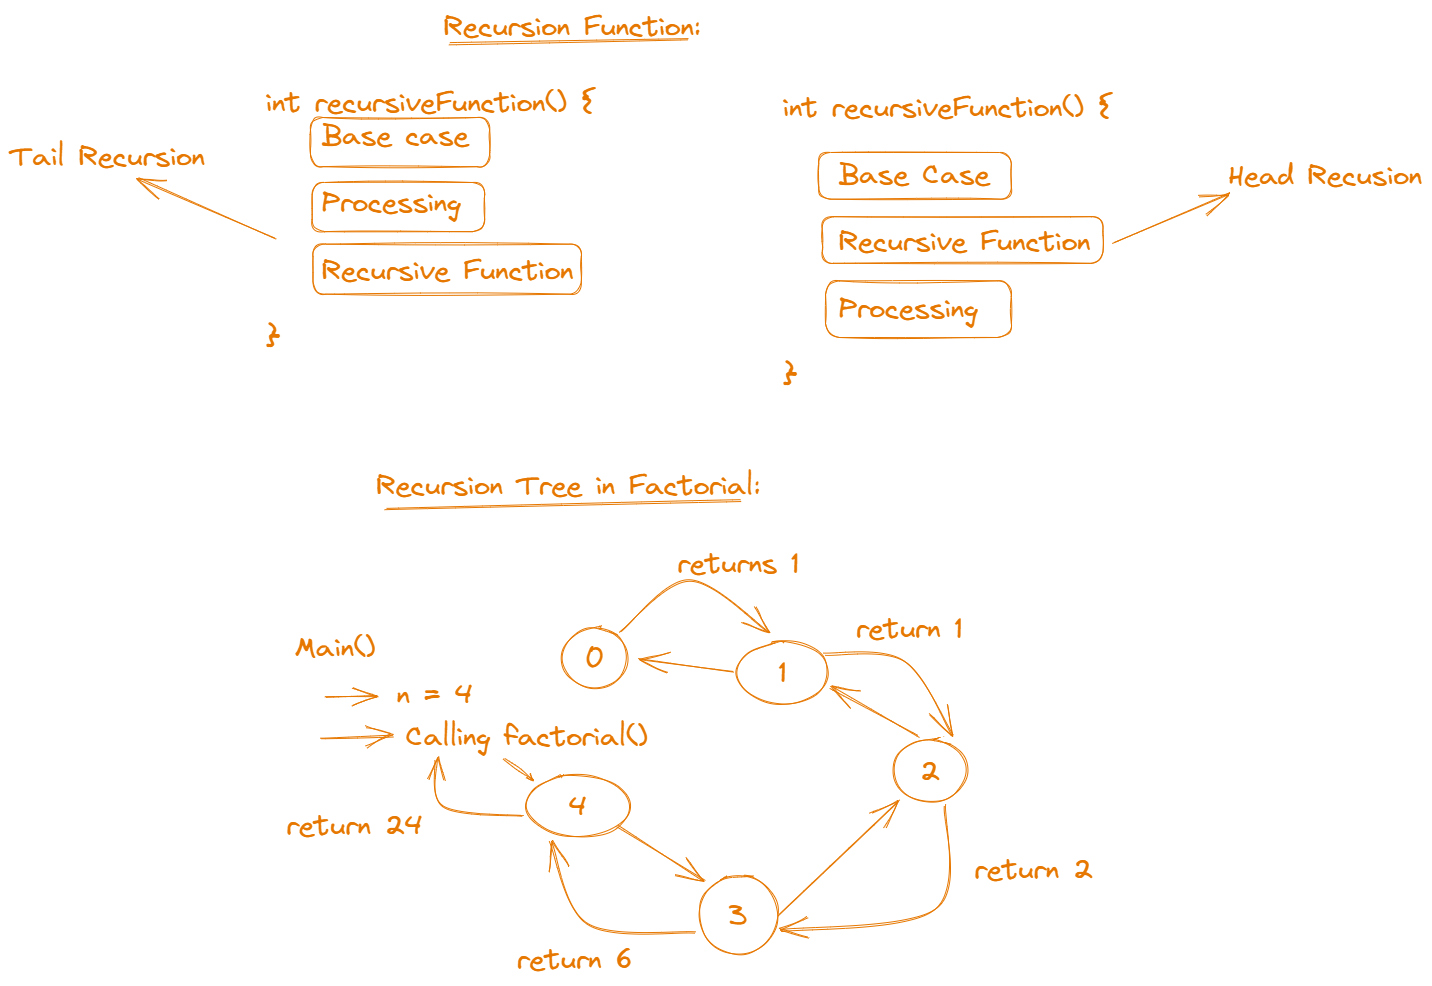 Recursion Function:
int recursiveFunction() {
Base case
Tail Recursion
Processing
Recursive Function
}
int recursiveFunction() {
Base Case
Head Recusion
Recursive Function
Processing
}
Recursion Tree in Factorial:
returns 1
return 1
Main()
0
1
n = 4
Calling factorial()
2
4
return 24
return 2
3
return 6